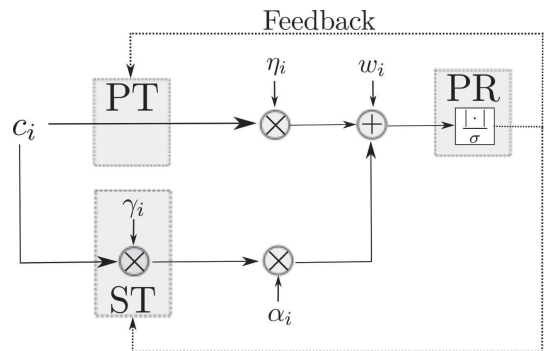 Feedback
PT
η_i
w_i
PR
c_i
|·|
σ
γ_i
ST
α_i